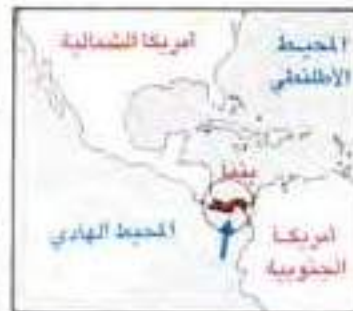 أمريكا الشمالية
المحيط
الأطلنطي
بنما
المحيط الهادي
أمريكا
الجنوبية